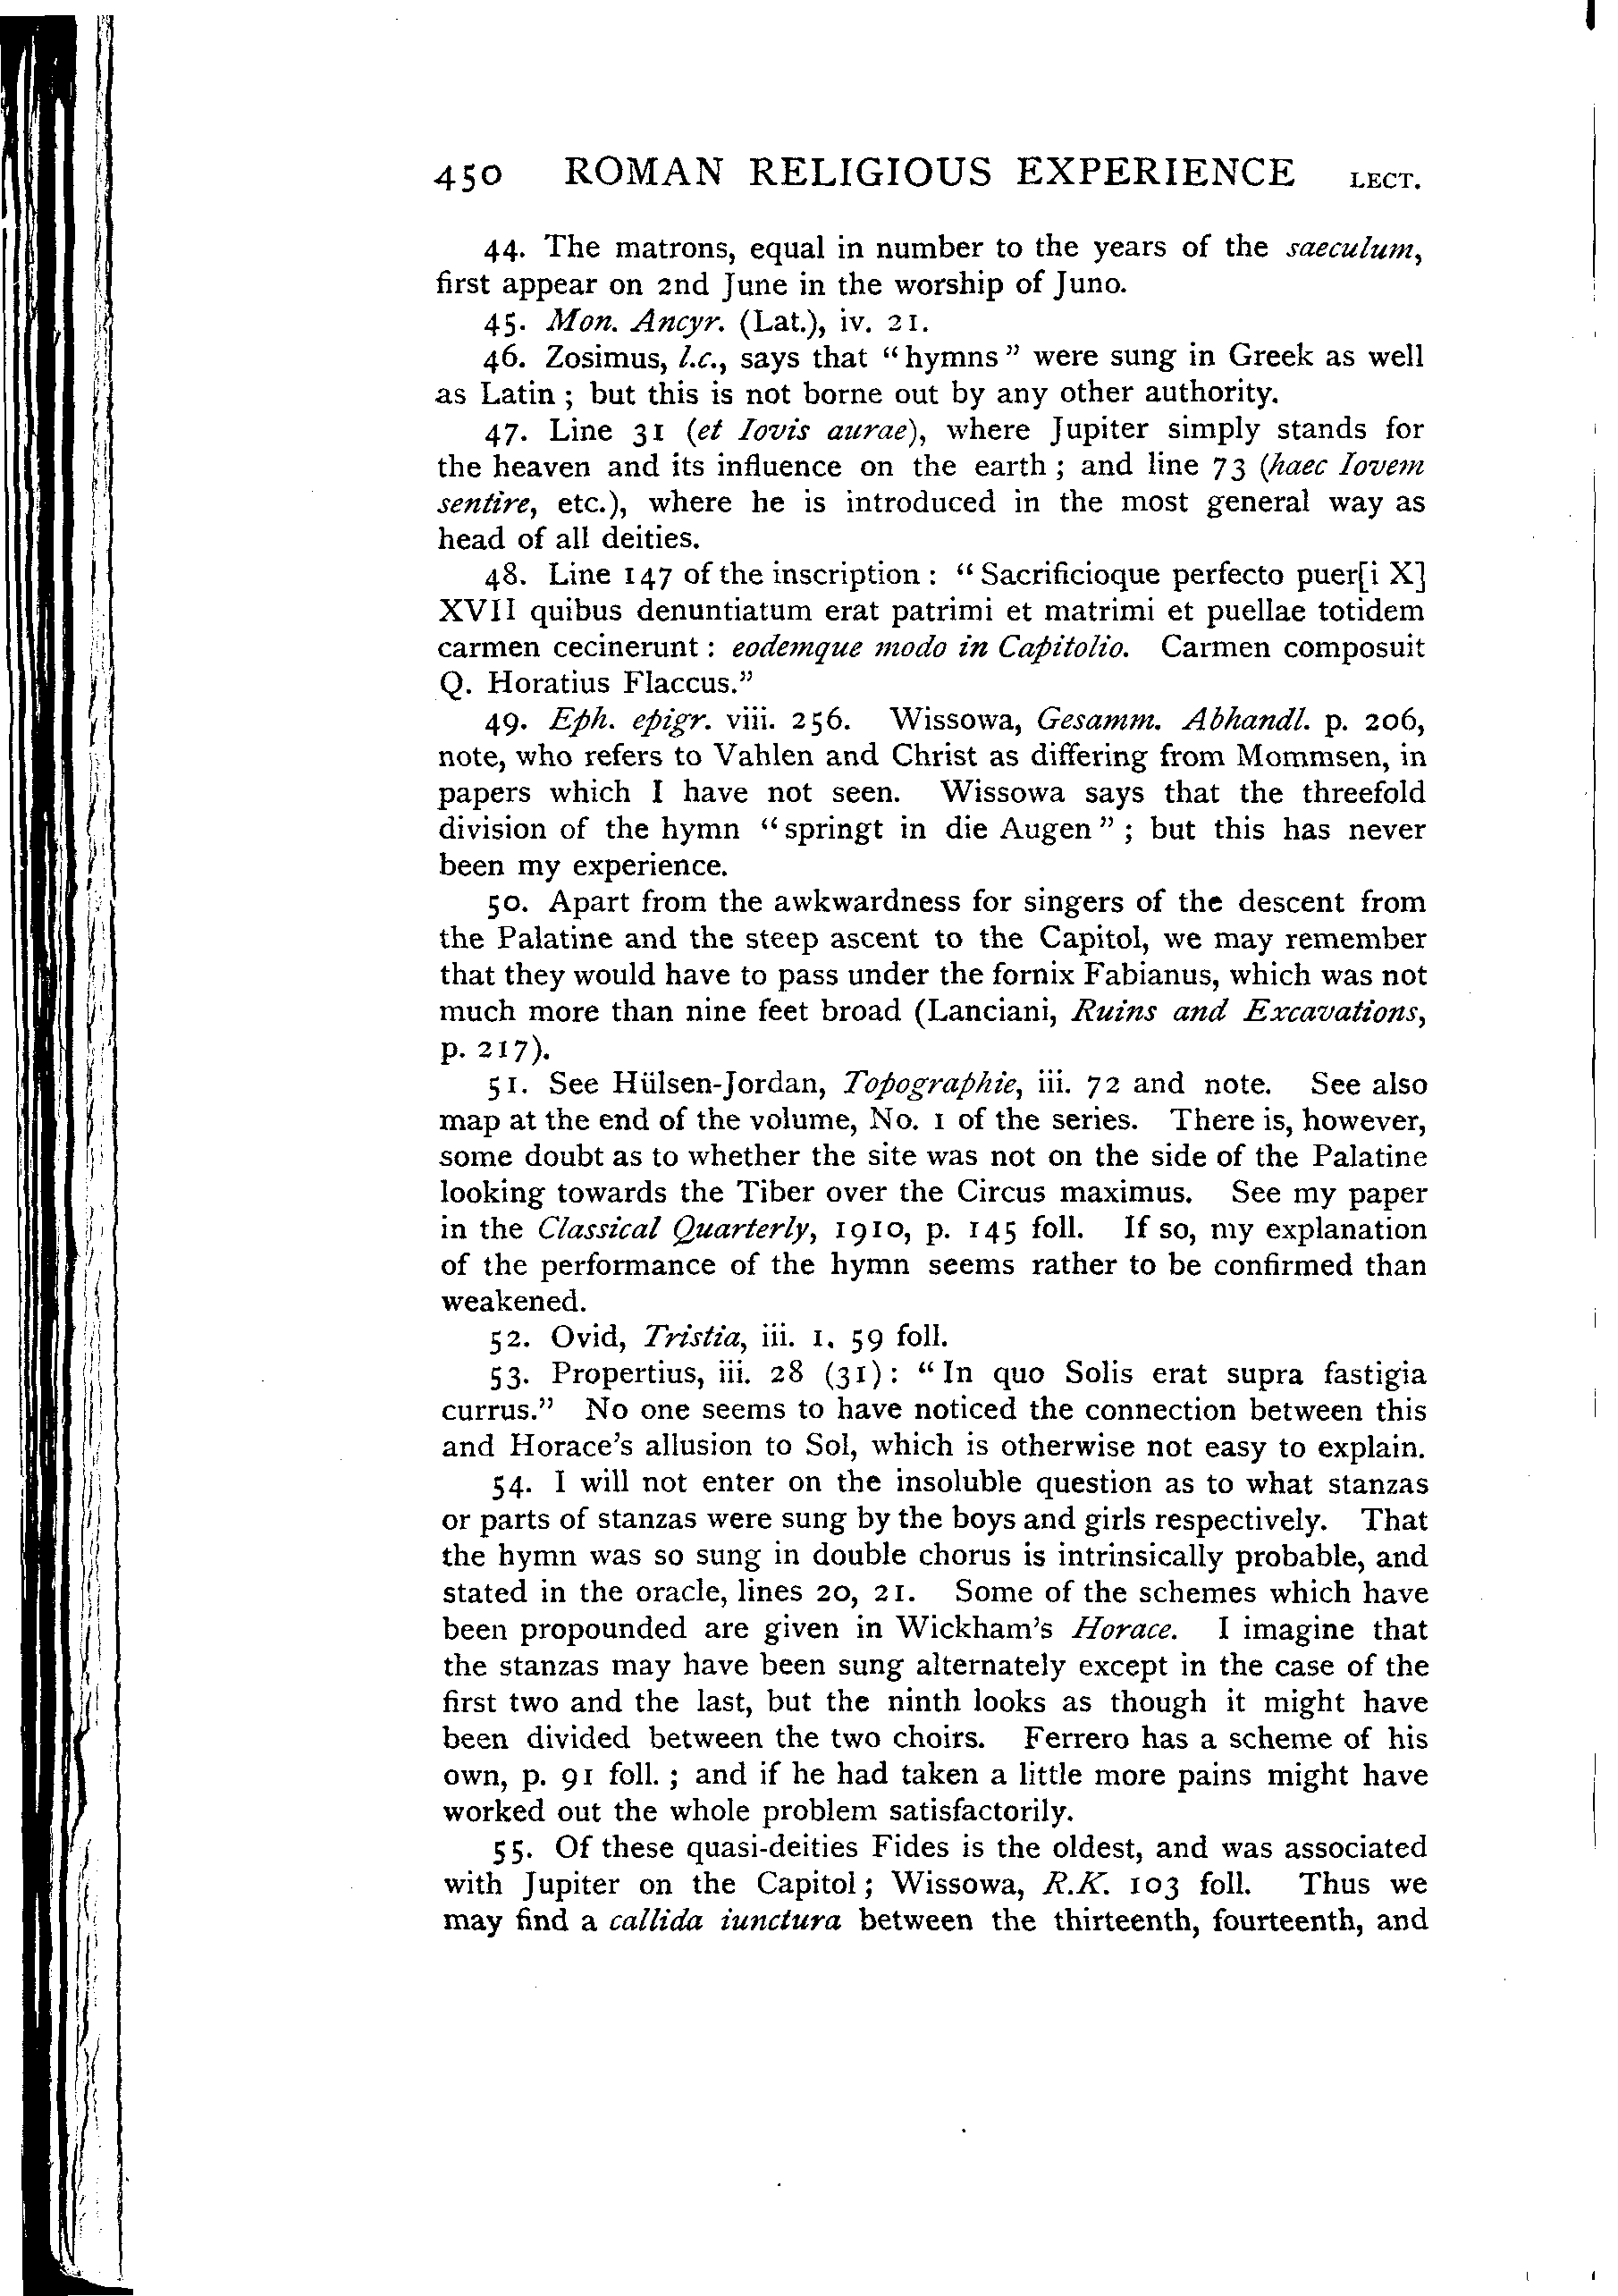 450 ROMAN RELIGIOUS EXPERIENCE LECT.
44. The matrons, equal in number to the years of the saeculum,
first appear on 2nd June in the worship of Juno.
45. Mon. Ancyr. (Lat.), iv. 21.
46. Zosimus, l.c., says that “hymns” were sung in Greek as well
as Latin ; but this is not borne out by any other authority.
47. Line 31 (et Iovis aurae), where Jupiter simply stands for
the heaven and its influence on the earth ; and line 73 (haec Iovem
sentire, etc.), where he is introduced in the most general way as
head of all deities.
48. Line 147 of the inscription : “Sacrificioque perfecto puer[i X]
XVII quibus denuntiatum erat patrimi et matrimi et puellae totidem
carmen cecinerunt : eodemque modo in Capitolio. Carmen composuit
Q. Horatius Flaccus.”
49. Eph. epigr. viii. 256. Wissowa, Gesamm. Abhandl. p. 206,
note, who refers to Vahlen and Christ as differing from Mommsen, in
papers which I have not seen. Wissowa says that the threefold
division of the hymn “springt in die Augen” ; but this has never
been my experience.
50. Apart from the awkwardness for singers of the descent from
the Palatine and the steep ascent to the Capitol, we may remember
that they would have to pass under the fornix Fabianus, which was not
much more than nine feet broad (Lanciani, Ruins and Excavations,
p. 217).
51. See Hülsen-Jordan, Topographie, iii. 72 and note. See also
map at the end of the volume, No. 1 of the series. There is, however,
some doubt as to whether the site was not on the side of the Palatine
looking towards the Tiber over the Circus maximus. See my paper
in the Classical Quarterly, 1910, p. 145 foll. If so, my explanation
of the performance of the hymn seems rather to be confirmed than
weakened.
52. Ovid, Tristia, iii. 1. 59 foll.
53. Propertius, iii. 28 (31) : “In quo Solis erat supra fastigia
currus.” No one seems to have noticed the connection between this
and Horace's allusion to Sol, which is otherwise not easy to explain.
54. I will not enter on the insoluble question as to what stanzas
or parts of stanzas were sung by the boys and girls respectively. That
the hymn was so sung in double chorus is intrinsically probable, and
stated in the oracle, lines 20, 21. Some of the schemes which have
been propounded are given in Wickham's Horace. I imagine that
the stanzas may have been sung alternately except in the case of the
first two and the last, but the ninth looks as though it might have
been divided between the two choirs. Ferrero has a scheme of his
own, p. 91 foll. ; and if he had taken a little more pains might have
worked out the whole problem satisfactorily.
55. Of these quasi-deities Fides is the oldest, and was associated
with Jupiter on the Capitol ; Wissowa, R.K. 103 foll. Thus we
may find a callida iunctura between the thirteenth, fourteenth, and